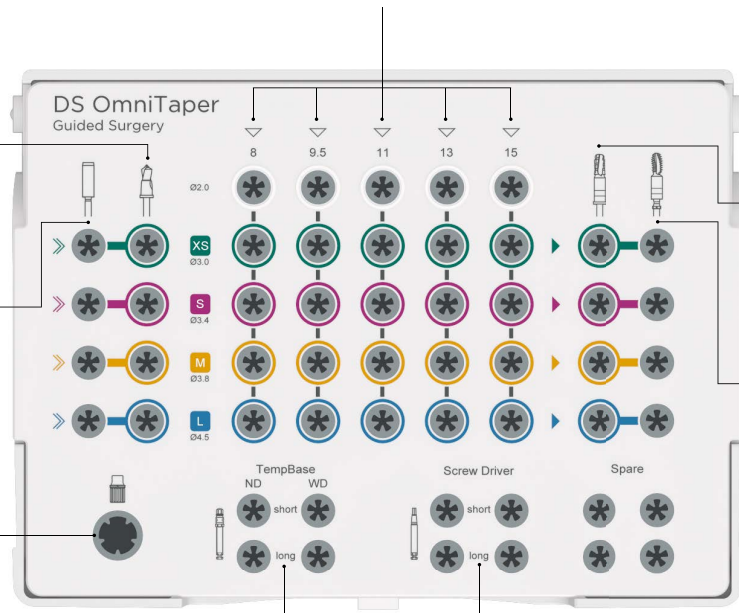 DS OmniTaper
Guided Surgery
8 9.5 11 13 15
Ø2.0
XS
Ø3.0
S
Ø3.4
M
Ø3.8
L
Ø4.5
TempBase
ND WD
short
long
Screw Driver
short
long
Spare